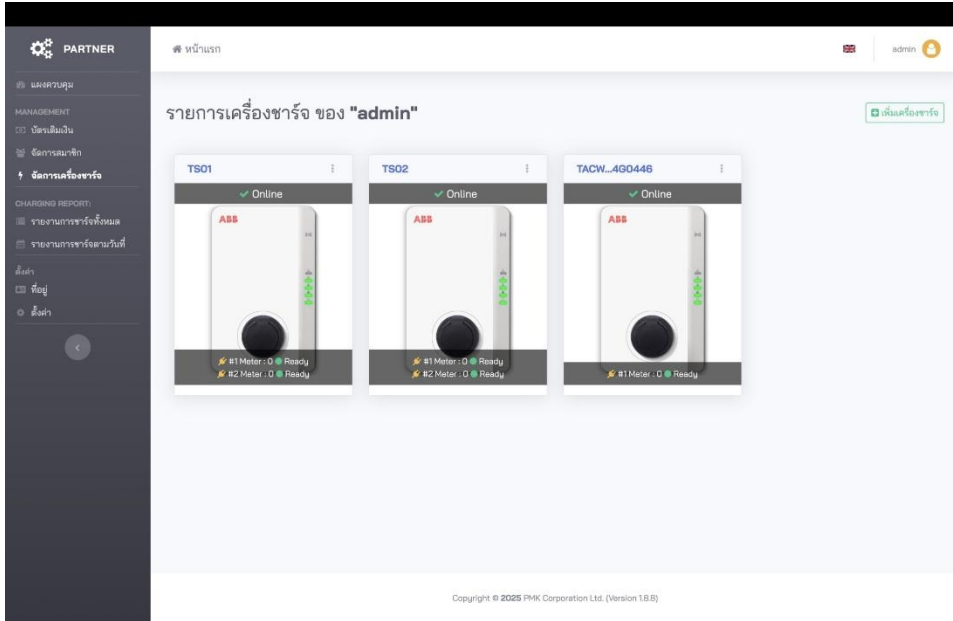 PARTNER
หน้าแรก
admin
แผงควบคุม
MANAGEMENT
บัตรเติมเงิน
จัดการสมาชิก
จัดการเครื่องชาร์จ
CHARGING REPORT:
รายงานการชาร์จทั้งหมด
รายงานการชาร์จตามวันที่
ตั้งค่า
ที่อยู่
ตั้งค่า
รายการเครื่องชาร์จ ของ "admin"
เพิ่มเครื่องชาร์จ
TS01
Online
ABB
#1 Meter : 0 Ready
#2 Meter : 0 Ready
TS02
Online
ABB
#1 Meter : 0 Ready
#2 Meter : 0 Ready
TACW...4G0446
Online
ABB
#1 Meter : 0 Ready
Copyright © 2025 PMK Corporation Ltd. (Version 1.8.8)